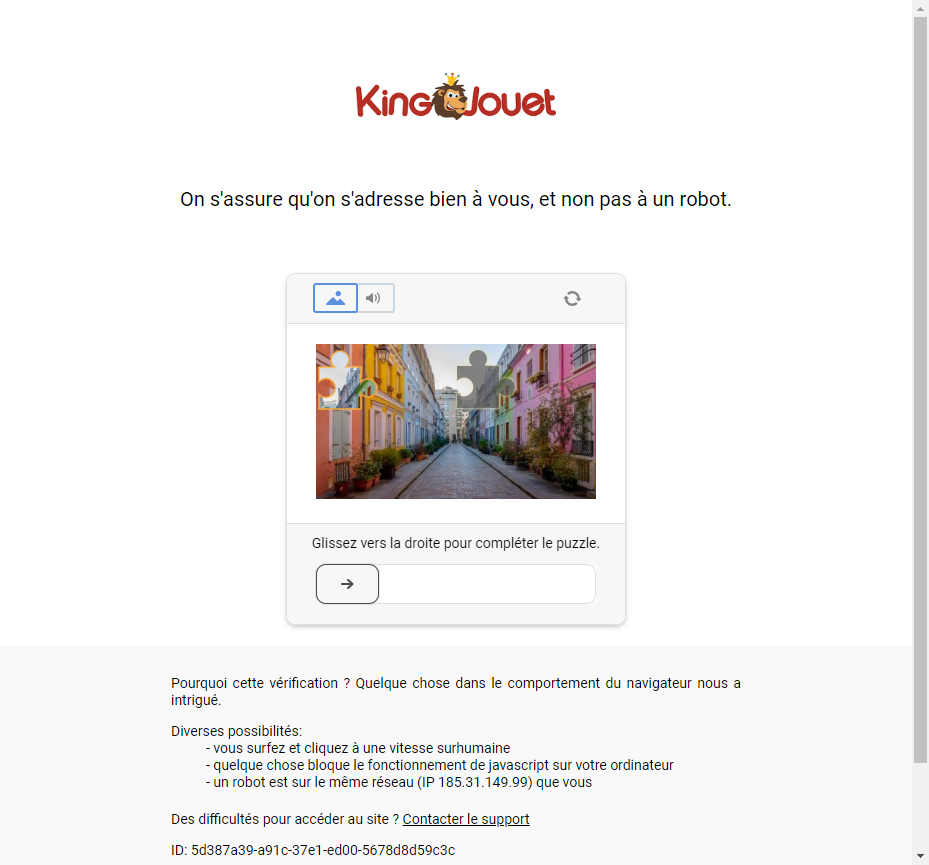 King Jouet
On s'assure qu'on s'adresse bien à vous, et non pas à un robot.
Glissez vers la droite pour compléter le puzzle.
Pourquoi cette vérification ? Quelque chose dans le comportement du navigateur nous a
intrigué.
Diverses possibilités:
- vous surfez et cliquez à une vitesse surhumaine
- quelque chose bloque le fonctionnement de javascript sur votre ordinateur
- un robot est sur le même réseau (IP 185.31.149.99) que vous
Des difficultés pour accéder au site ? Contacter le support
ID: 5d387a39-a91c-37e1-ed00-5678d8d59c3c